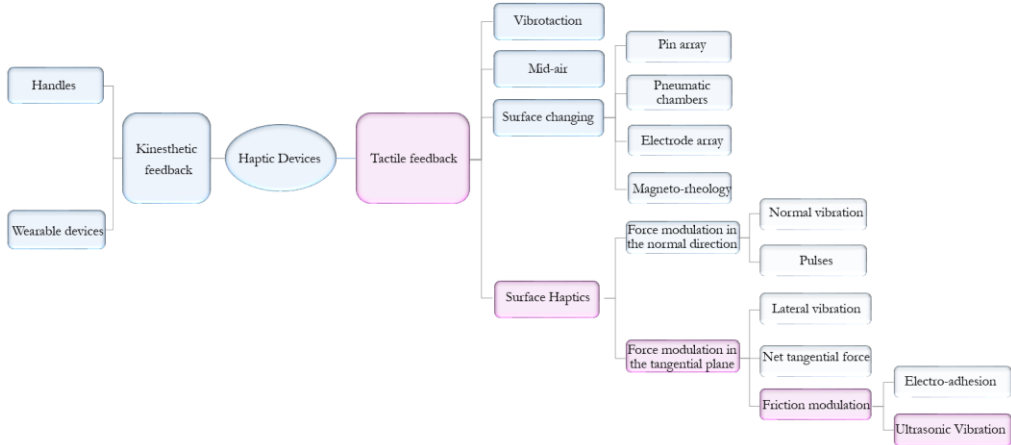 Handles
Wearable devices
Kinesthetic
feedback
Haptic Devices
Tactile feedback
Vibrotaction
Mid-air
Surface changing
Pin array
Pneumatic
chambers
Electrode array
Magneto-rheology
Surface Haptics
Force modulation in
the normal direction
Normal vibration
Pulses
Force modulation in
the tangential plane
Lateral vibration
Net tangential force
Friction modulation
Electro-adhesion
Ultrasonic Vibration